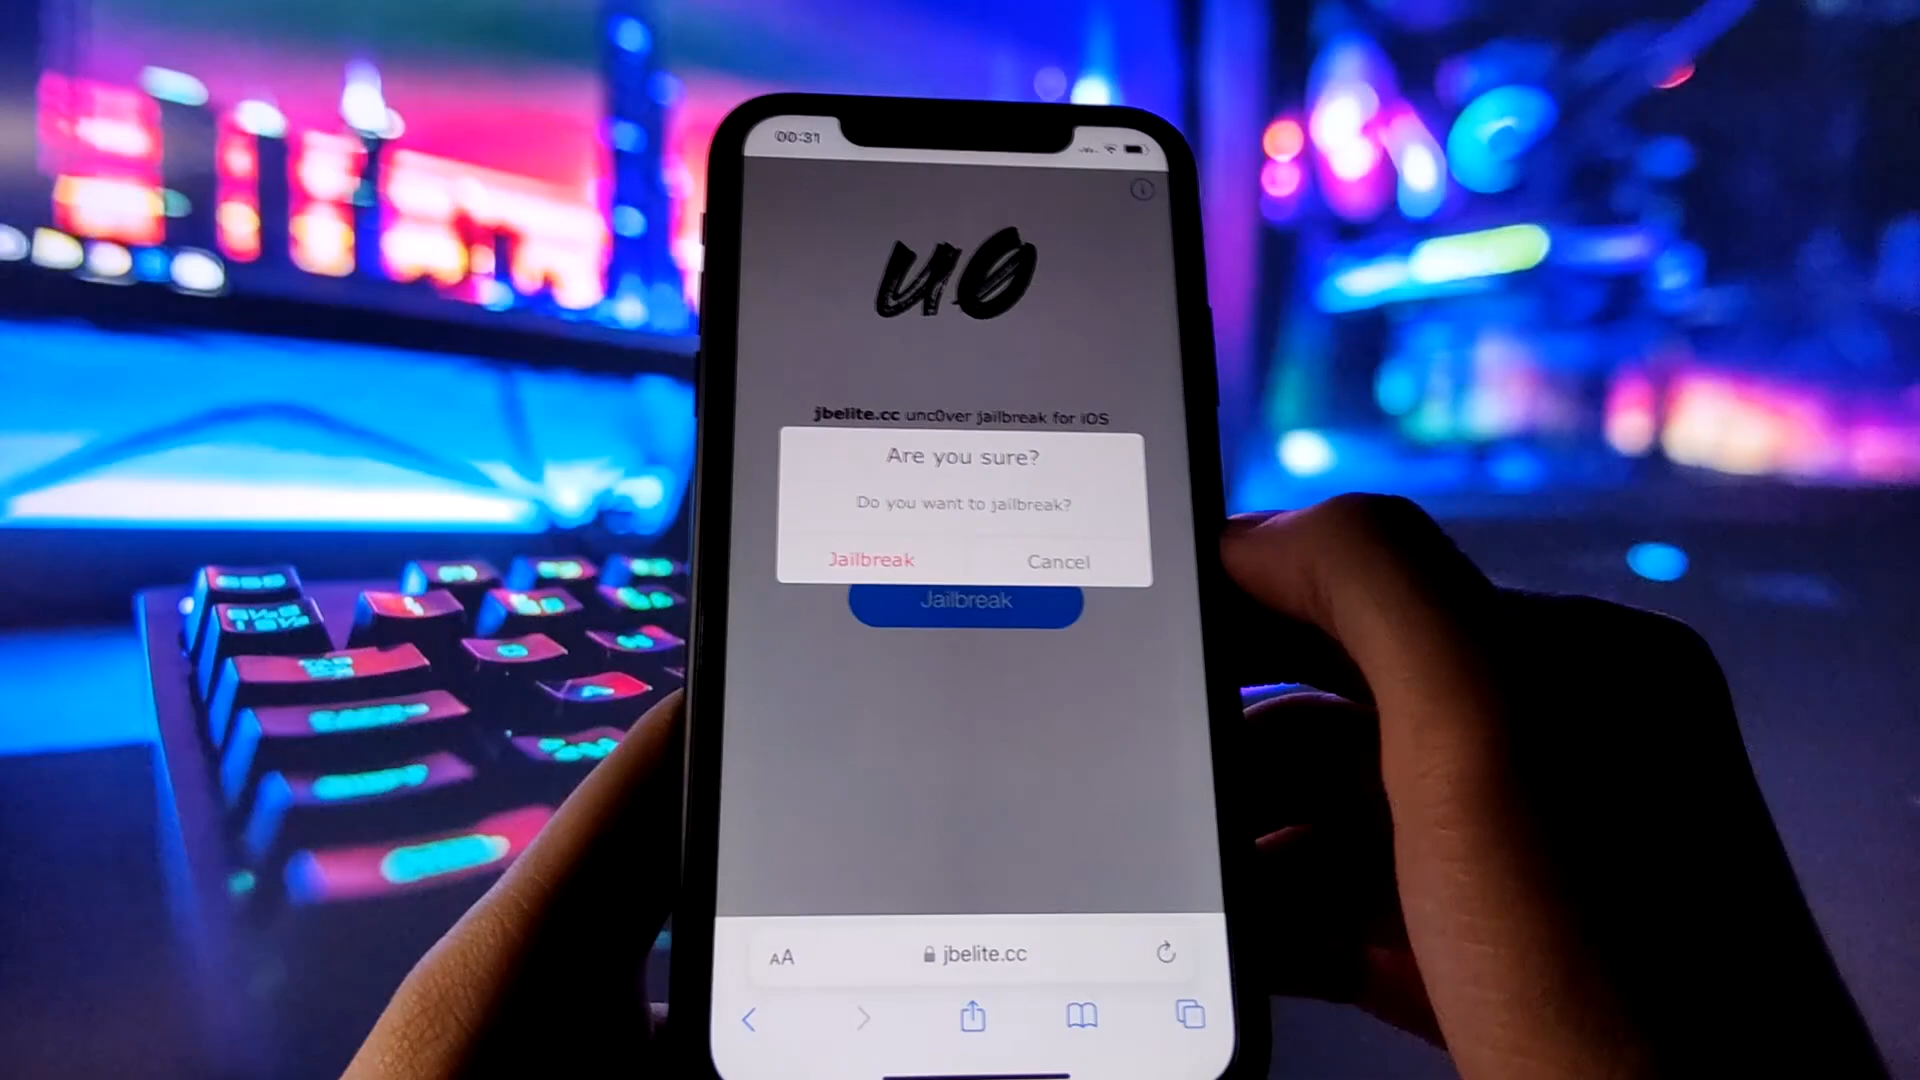 00:31
u0
jbelite.cc unc0ver jailbreak for iOS
Are you sure?
Do you want to jailbreak?
Jailbreak Cancel
Jailbreak
AA jbelite.cc